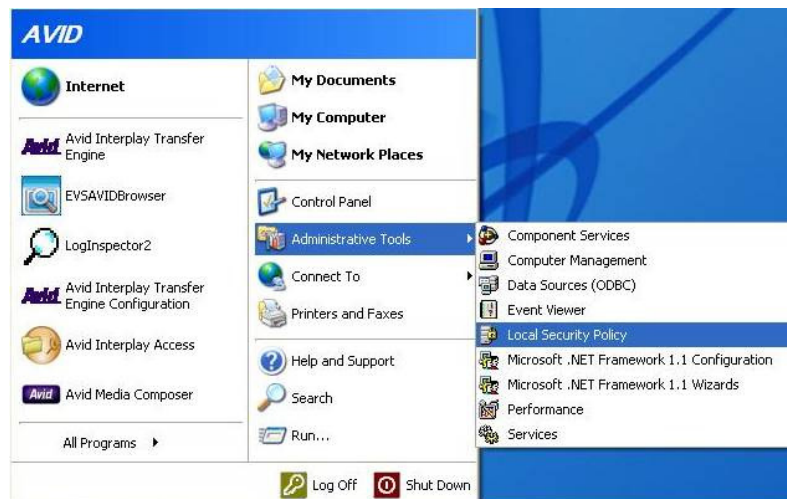 AVID
Internet
Avid Avid Interplay Transfer
Engine
EVSAVIDBrowser
LogInspector2
Avid Avid Interplay Transfer
Engine Configuration
Avid Interplay Access
Avid Avid Media Composer
All Programs
My Documents
My Computer
My Network Places
Control Panel
Administrative Tools
Connect To
Printers and Faxes
Help and Support
Search
Run...
Component Services
Computer Management
Data Sources (ODBC)
Event Viewer
Local Security Policy
Microsoft .NET Framework 1.1 Configuration
Microsoft .NET Framework 1.1 Wizards
Performance
Services
Log Off Shut Down